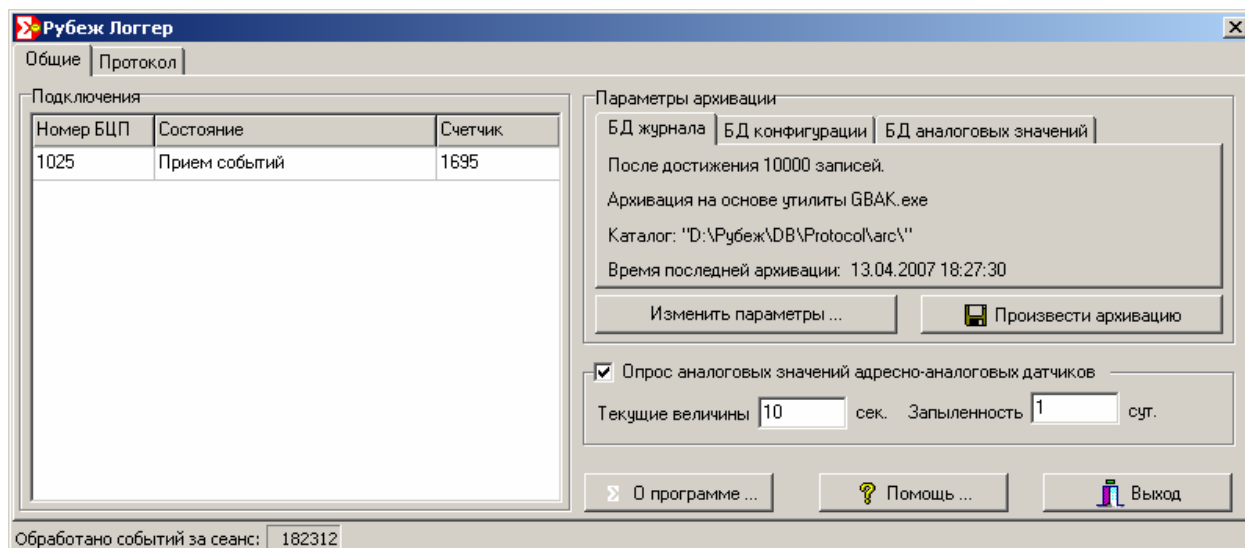 Рубеж Логгер
Общие
Протокол
Подключения
Номер БЦП
Состояние
Счетчик
1025
Прием событий
1695
Параметры архивации
БД журнала
БД конфигурации
БД аналоговых значений
После достижения 10000 записей.
Архивация на основе утилиты GBAK.exe
Каталог: "D:\Рубеж\DB\Protocol\arc\"
Время последней архивации: 13.04.2007 18:27:30
Изменить параметры ...
Произвести архивацию
Опрос аналоговых значений адресно-аналоговых датчиков
Текущие величины 10 сек. Запыленность 1 сут.
О программе ...
Помощь ...
Выход
Обработано событий за сеанс: 182312